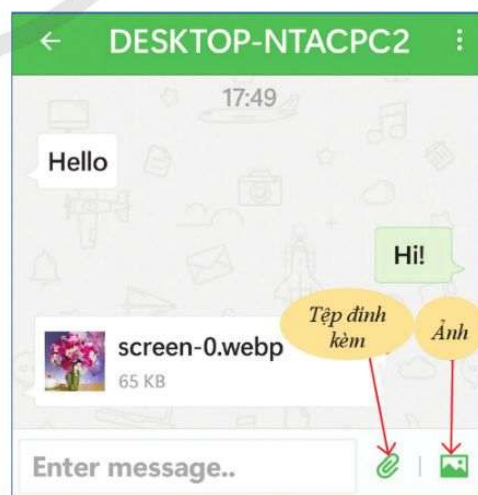 DESKTOP-NTACPC2
17:49
Hello
Hi!
Tệp đính
kèm
Ảnh
screen-0.webp
65 KB
Enter message..